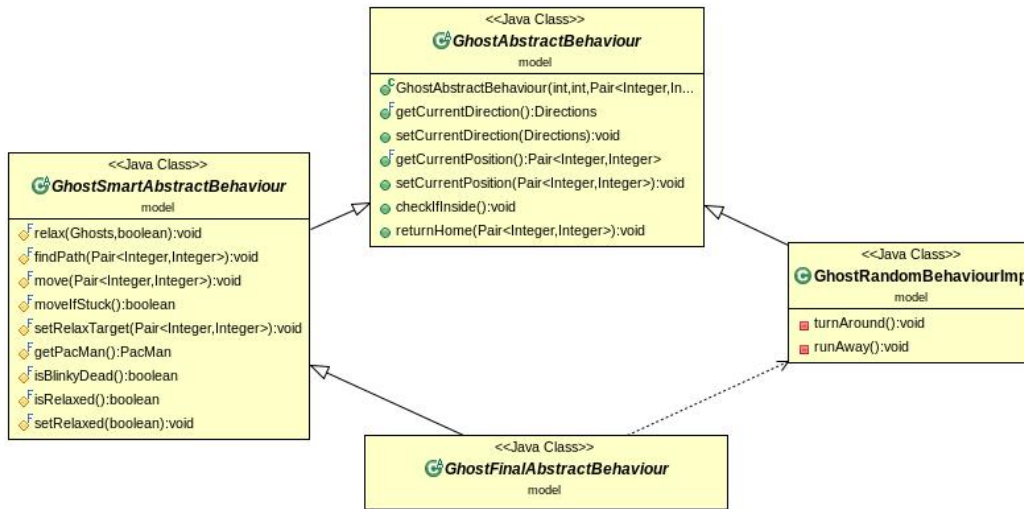 <<Java Class>>
GhostAbstractBehaviour
model
GhostAbstractBehaviour(int,int,Pair<Integer,In...
getCurrentDirection():Directions
setCurrentDirection(Directions):void
getCurrentPosition():Pair<Integer,Integer>
setCurrentPosition(Pair<Integer,Integer>):void
checkIfInside():void
returnHome(Pair<Integer,Integer>):void
<<Java Class>>
GhostSmartAbstractBehaviour
model
relax(Ghosts,boolean):void
findPath(Pair<Integer,Integer>):void
move(Pair<Integer,Integer>):void
moveIfStuck():boolean
setRelaxTarget(Pair<Integer,Integer>):void
getPacMan():PacMan
isBlinkyDead():boolean
isRelaxed():boolean
setRelaxed(boolean):void
<<Java Class>>
GhostRandomBehaviourImp
model
turnAround():void
runAway():void
<<Java Class>>
GhostFinalAbstractBehaviour
model